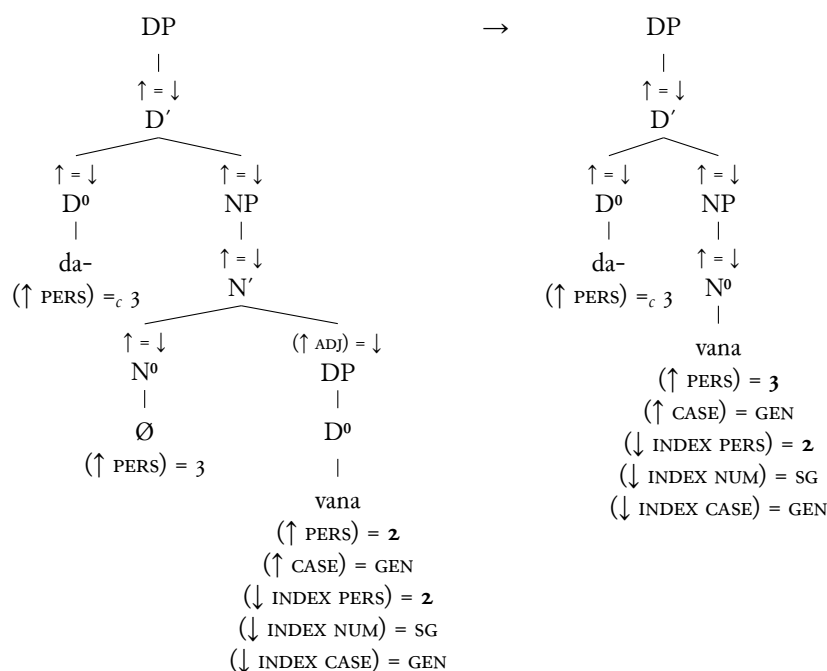 DP → DP
↑ = ↓ ↑ = ↓
D′ D′
↑ = ↓ ↑ = ↓ ↑ = ↓ ↑ = ↓
D⁰ NP D⁰ NP
da- ↑ = ↓ da- ↑ = ↓
(↑ PERS) =c 3 N′ (↑ PERS) =c 3 N⁰
↑ = ↓ (↑ ADJ) = ↓ vana
N⁰ DP (↑ PERS) = 3
Ø D⁰ (↑ CASE) = GEN
(↑ PERS) = 3 (↓ INDEX PERS) = 2
vana (↓ INDEX NUM) = SG
(↑ PERS) = 2 (↓ INDEX CASE) = GEN
(↑ CASE) = GEN
(↓ INDEX PERS) = 2
(↓ INDEX NUM) = SG
(↓ INDEX CASE) = GEN